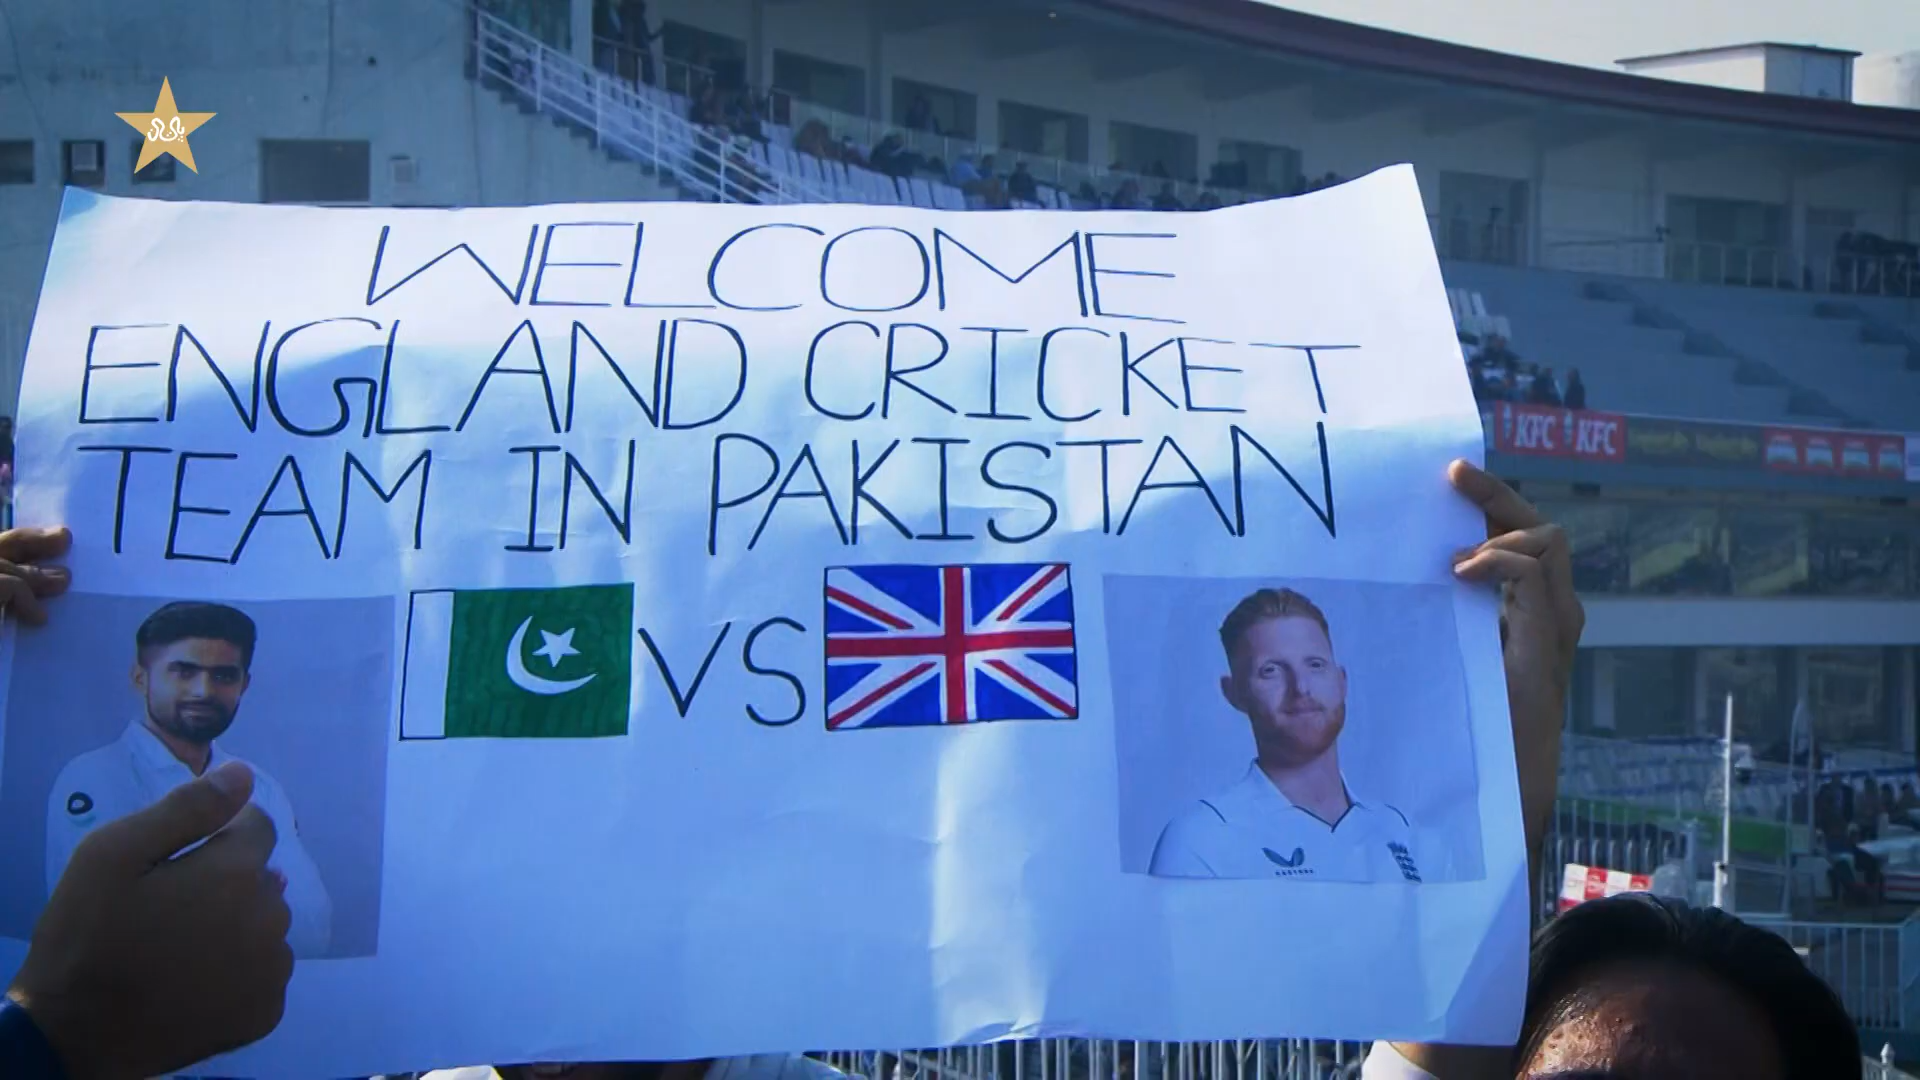 WELCOME
ENGLAND CRICKET
TEAM IN PAKISTAN
VS
KFC KFC